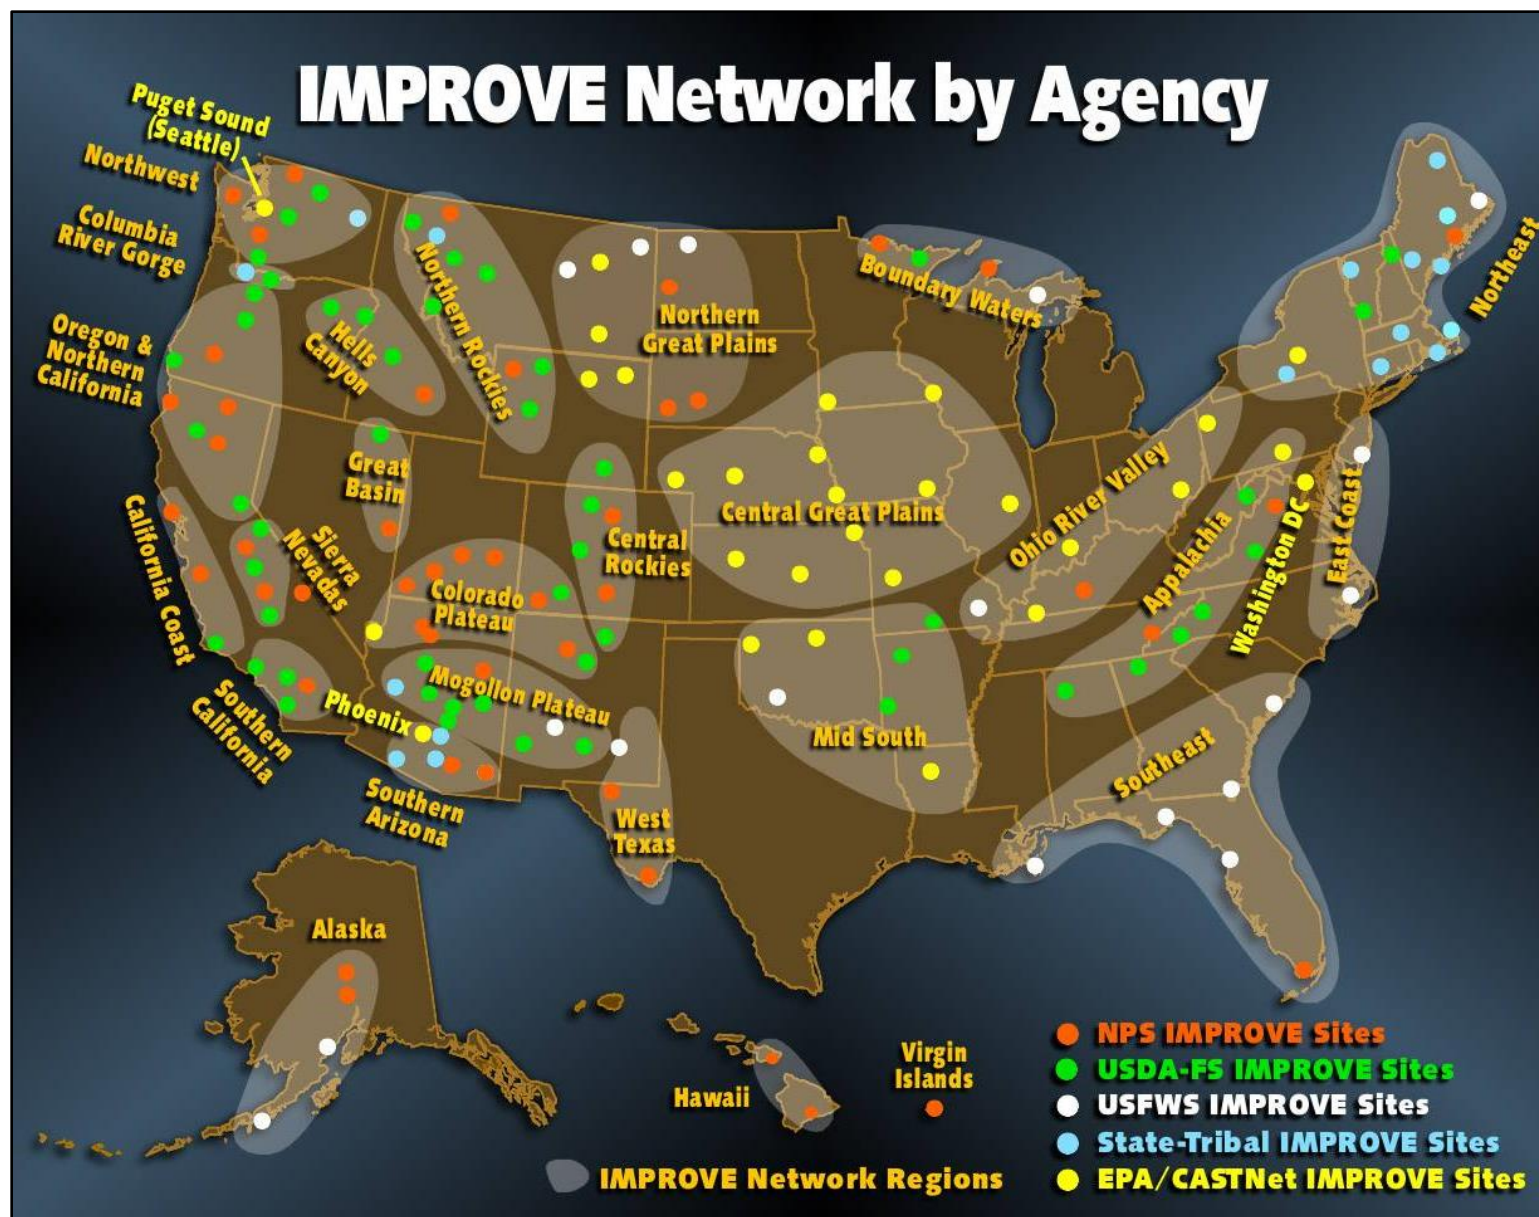 IMPROVE Network by Agency
Puget Sound
(Seattle)
Northwest
Columbia
River Gorge
Oregon &
Northern
California
Hells
Canyon
Northern Rockies
Northern
Great Plains
Boundary Waters
Northeast
Great
Basin
Sierra
Nevadas
California Coast
Central
Rockies
Central Great Plains
Ohio River Valley
Appalachia
Washington DC
East Coast
Colorado
Plateau
Mogollon Plateau
Phoenix
Southern
California
Southern
Arizona
West
Texas
Mid South
Southeast
Alaska
Hawaii
Virgin
Islands
NPS IMPROVE Sites
USDA-FS IMPROVE Sites
USFWS IMPROVE Sites
State-Tribal IMPROVE Sites
EPA/CASTNet IMPROVE Sites
IMPROVE Network Regions